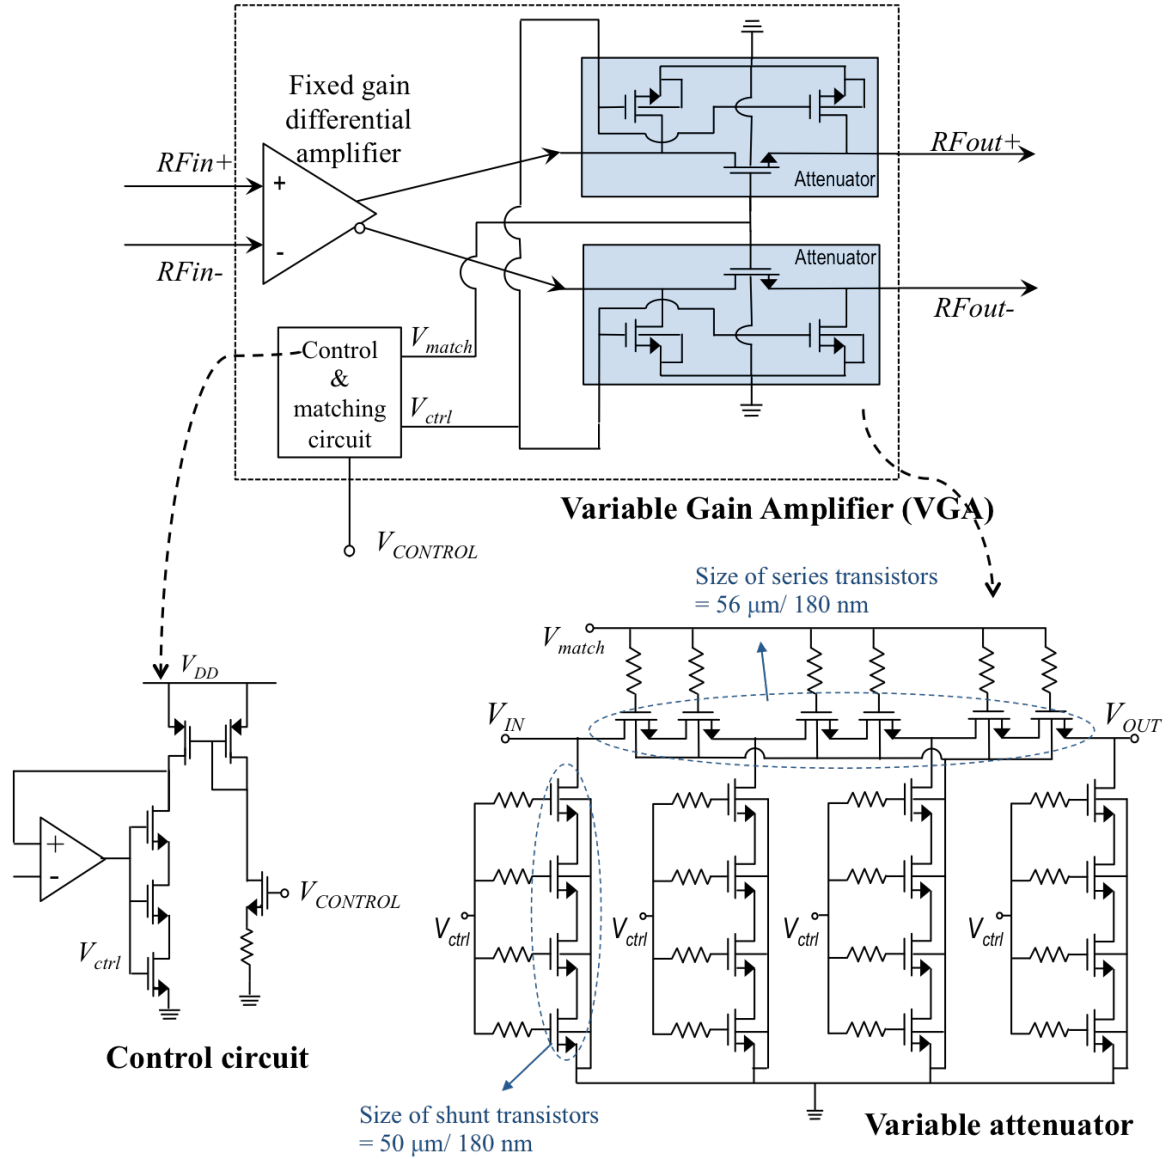 Fixed gain
differential
amplifier
RFin+
+
-
RFin-
Attenuator
RFout+
Attenuator
RFout-
Control
&
matching
circuit
Vmatch
Vctrl
VCONTROL
Variable Gain Amplifier (VGA)
Size of series transistors
= 56 μm/ 180 nm
Vmatch
VIN
VOUT
VDD
+
-
VCONTROL
Vctrl
Control circuit
Vctrl
Vctrl
Vctrl
Vctrl
Size of shunt transistors
= 50 μm/ 180 nm
Variable attenuator